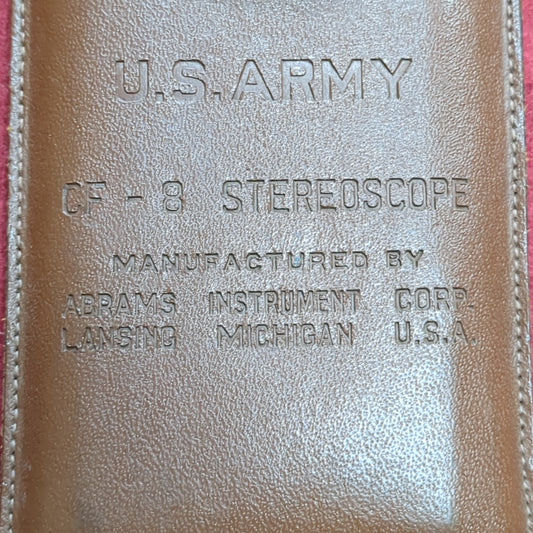 U.S. ARMY
CF - 8 STEREOSCOPE
MANUFACTURED BY
ABRAMS INSTRUMENT CORP.
LANSING MICHIGAN U.S.A.